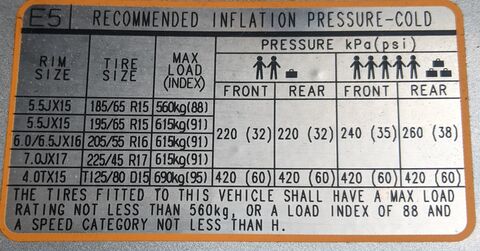 E5 RECOMMENDED INFLATION PRESSURE-COLD
PRESSURE kPa(psi)
RIM SIZE TIRE SIZE MAX LOAD (INDEX) FRONT REAR FRONT REAR
5.5JX15 185/65 R15 560kg(88)
5.5JX15 195/65 R15 615kg(91)
6.0/6.5JX16 205/55 R16 615kg(91)
7.0JX17 225/45 R17 615kg(91)
220 (32) 220 (32) 240 (35) 260 (38)
4.0TX15 T125/80 D15 690kg(95) 420 (60) 420 (60) 420 (60) 420 (60)
THE TIRES FITTED TO THIS VEHICLE SHALL HAVE A MAX LOAD
RATING NOT LESS THAN 560kg, OR A LOAD INDEX OF 88 AND
A SPEED CATEGORY NOT LESS THAN H.